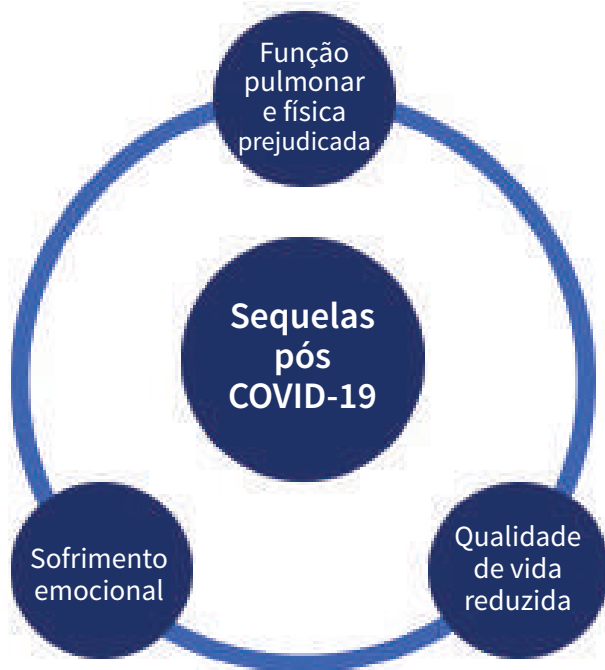 Função
pulmonar
e física
prejudicada
Sequelas
pós
COVID-19
Sofrimento
emocional
Qualidade
de vida
reduzida